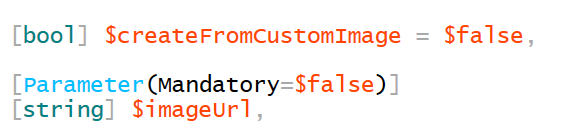 [bool] $createFromCustomImage = $false,
[Parameter(Mandatory=$false)]
[string] $imageUrl,